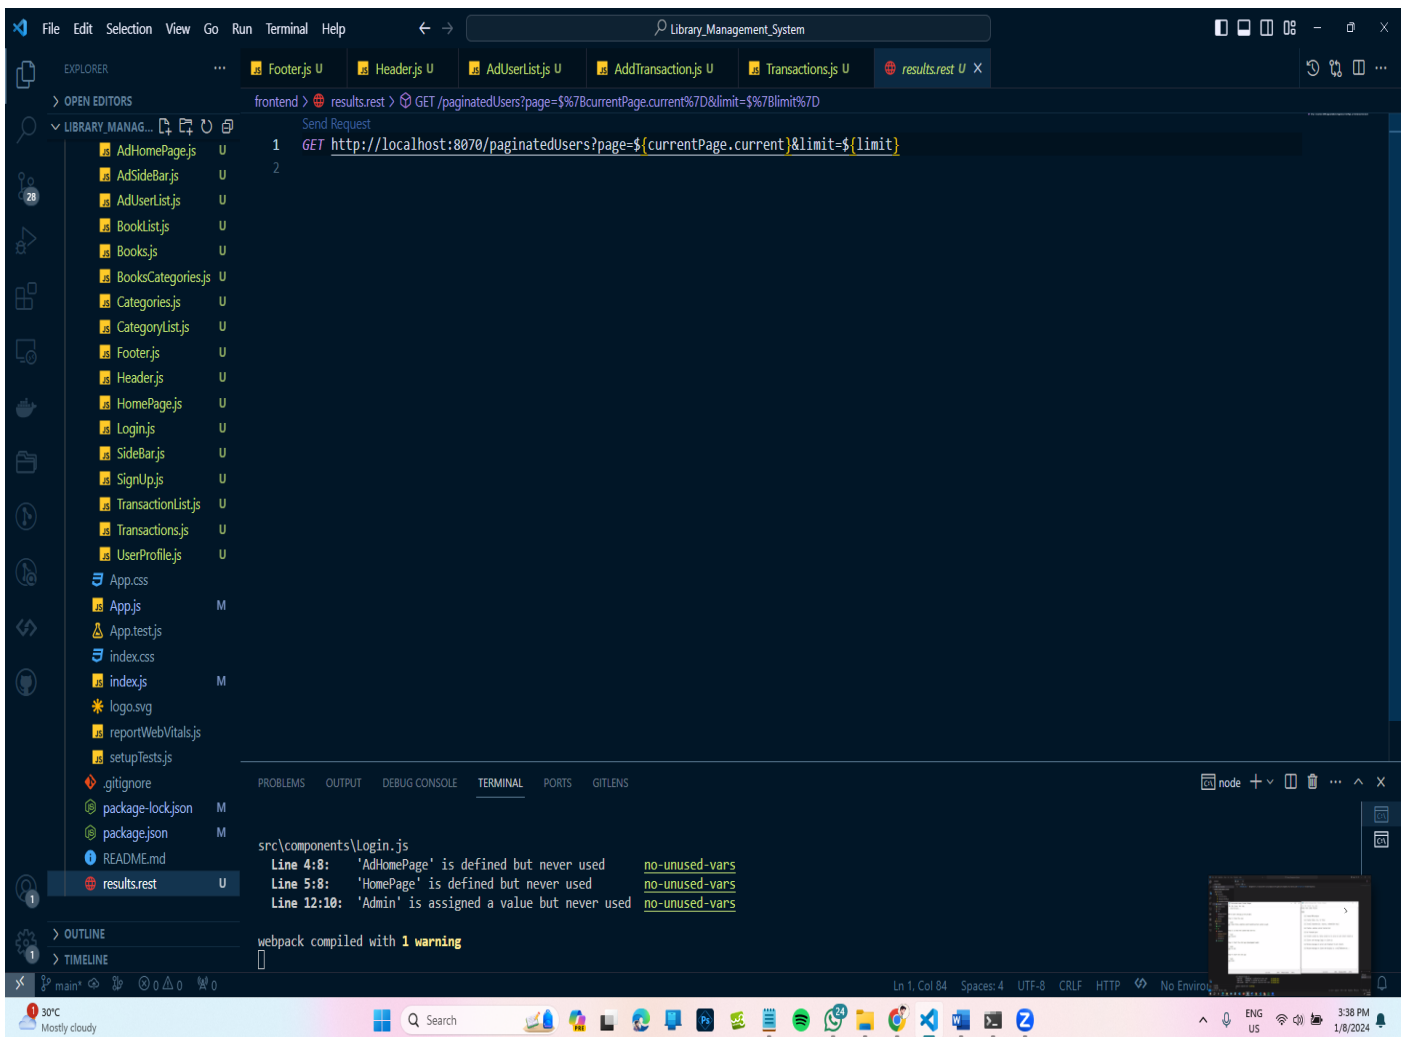 File Edit Selection View Go Run Terminal Help
Library_Management_System
EXPLORER
Footer.js U
Header.js U
AdUserList.js U
AddTransaction.js U
Transactions.js U
results.rest U
OPEN EDITORS
frontend > results.rest > GET /paginatedUsers?page=$%7BcurrentPage.current%7D&limit=$%7Blimit%7D
LIBRARY_MANAG...
Send Request
1 GET http://localhost:8070/paginatedUsers?page=${currentPage.current}&limit=${limit}
2
AdHomePage.js U
AdSideBar.js U
AdUserList.js U
BookList.js U
Books.js U
BooksCategories.js U
Categories.js U
CategoryList.js U
Footer.js U
Header.js U
HomePage.js U
Login.js U
SideBar.js U
SignUp.js U
TransactionList.js U
Transactions.js U
UserProfile.js U
App.css
App.js M
App.test.js
index.css
index.js M
logo.svg
reportWebVitals.js
setupTests.js
.gitignore
package-lock.json M
package.json M
README.md
results.rest U
OUTLINE
TIMELINE
28
1
1
PROBLEMS OUTPUT DEBUG CONSOLE TERMINAL PORTS GITLENS
node
src\components\Login.js
Line 4:8: 'AdHomePage' is defined but never used no-unused-vars
Line 5:8: 'HomePage' is defined but never used no-unused-vars
Line 12:10: 'Admin' is assigned a value but never used no-unused-vars
webpack compiled with 1 warning
main* 0 0 0
Ln 1, Col 84 Spaces: 4 UTF-8 CRLF HTTP
1
30°C
Mostly cloudy
Search
PRE
Ps
24
ENG
US
3:38 PM
1/8/2024